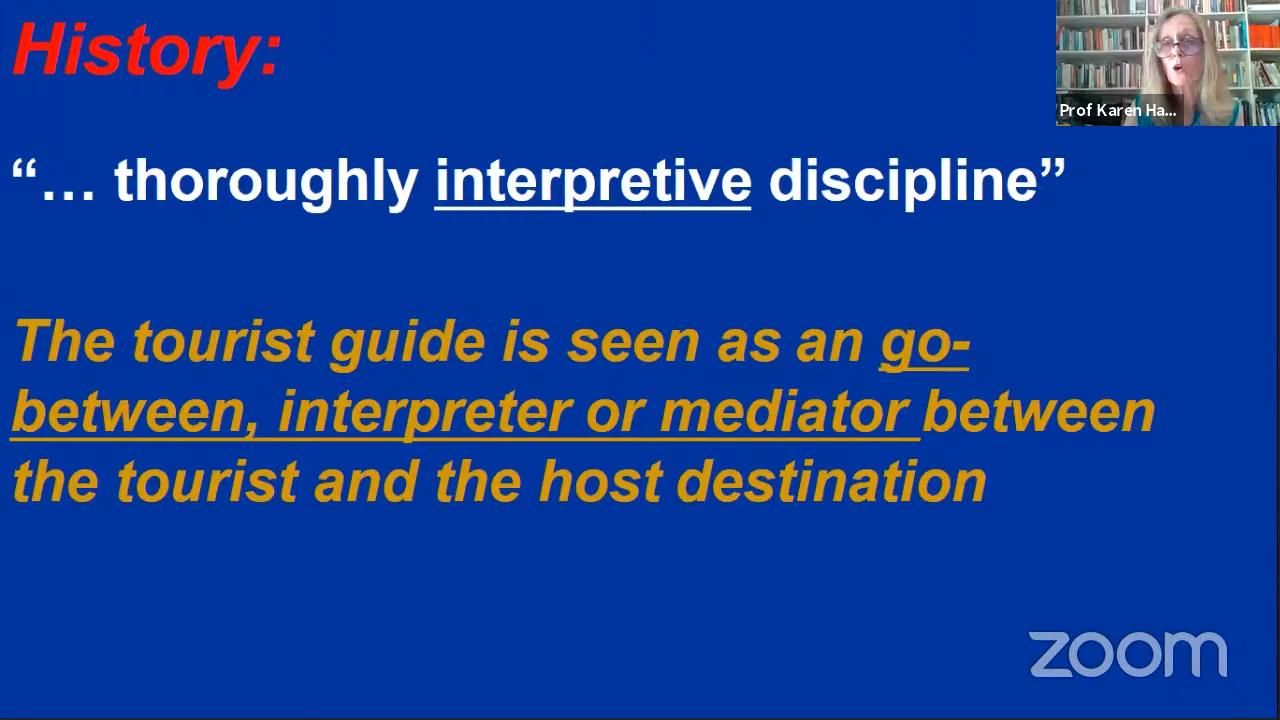 History:
Prof Karen Ha...
“... thoroughly interpretive discipline”
The tourist guide is seen as an go-
between, interpreter or mediator between
the tourist and the host destination
zoom